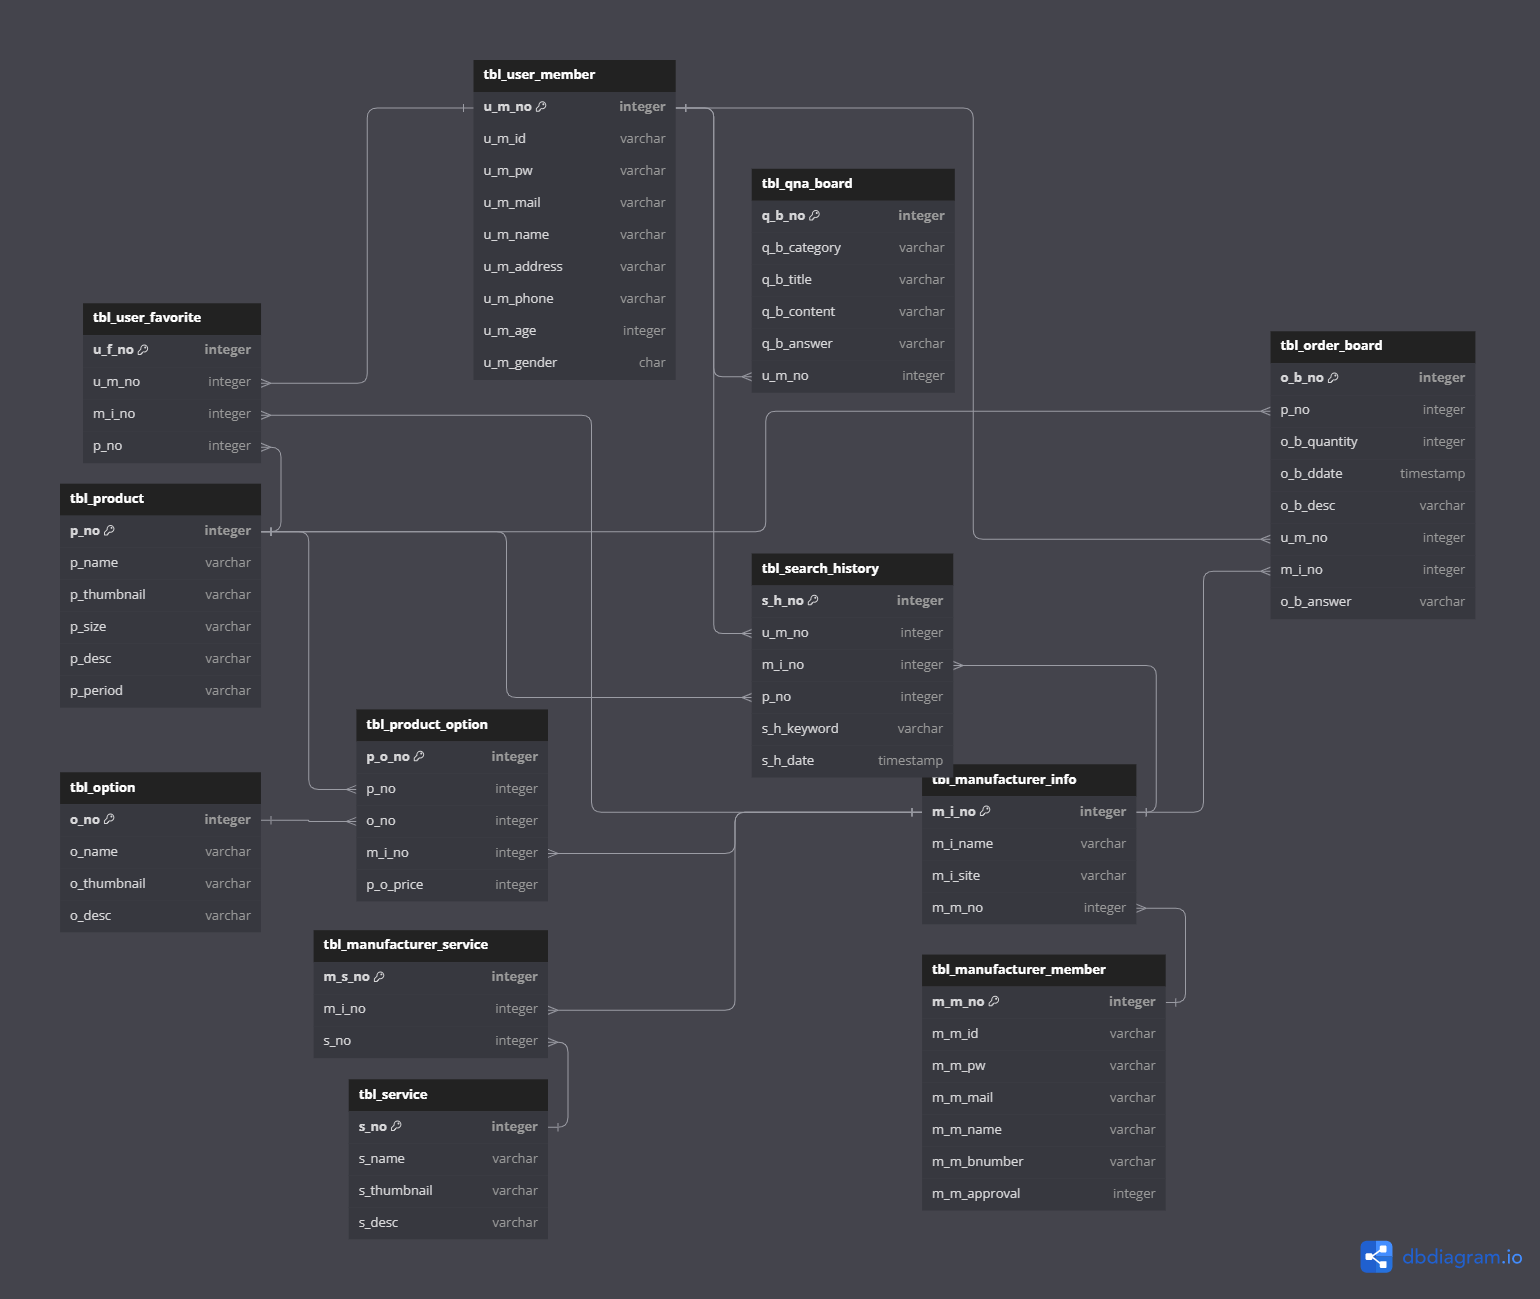 tbl_user_member
u_m_no integer
u_m_id varchar
u_m_pw varchar
u_m_mail varchar
u_m_name varchar
u_m_address varchar
u_m_phone varchar
u_m_age integer
u_m_gender char
tbl_qna_board
q_b_no integer
q_b_category varchar
q_b_title varchar
q_b_content varchar
q_b_answer varchar
u_m_no integer
tbl_user_favorite
u_f_no integer
u_m_no integer
m_i_no integer
p_no integer
tbl_order_board
o_b_no integer
p_no integer
o_b_quantity integer
o_b_ddate timestamp
o_b_desc varchar
u_m_no integer
m_i_no integer
o_b_answer varchar
tbl_product
p_no integer
p_name varchar
p_thumbnail varchar
p_size varchar
p_desc varchar
p_period varchar
tbl_search_history
s_h_no integer
u_m_no integer
m_i_no integer
p_no integer
s_h_keyword varchar
s_h_date timestamp
tbl_product_option
p_o_no integer
p_no integer
o_no integer
m_i_no integer
p_o_price integer
tbl_option
o_no integer
o_name varchar
o_thumbnail varchar
o_desc varchar
tbl_manufacturer_info
m_i_no integer
m_i_name varchar
m_i_site varchar
m_m_no integer
tbl_manufacturer_service
m_s_no integer
m_i_no integer
s_no integer
tbl_manufacturer_member
m_m_no integer
m_m_id varchar
m_m_pw varchar
m_m_mail varchar
m_m_name varchar
m_m_bnumber varchar
m_m_approval integer
tbl_service
s_no integer
s_name varchar
s_thumbnail varchar
s_desc varchar
dbdiagram.io